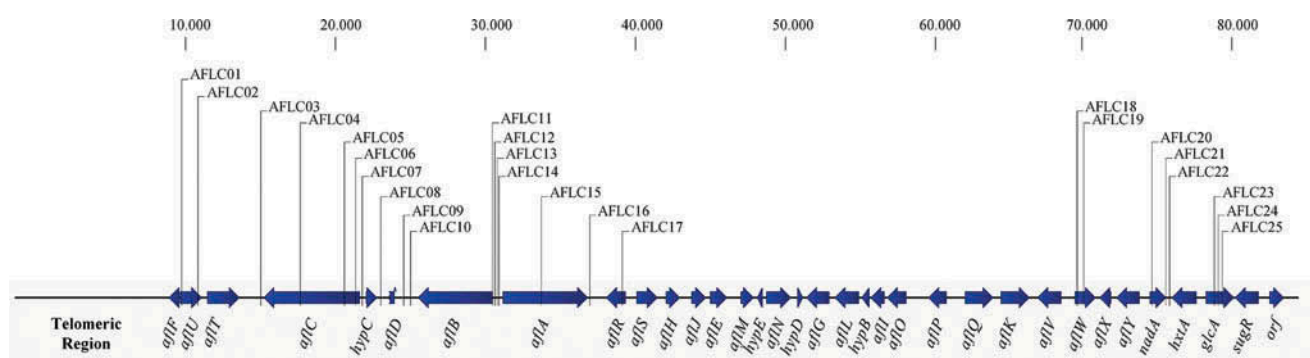 10.000 20.000 30.000 40.000 50.000 60.000 70.000 80.000
AFLC01
AFLC02
AFLC03 AFLC11 AFLC18
AFLC04 AFLC12 AFLC19
AFLC05 AFLC13 AFLC20
AFLC06 AFLC14 AFLC21
AFLC07 AFLC15 AFLC22
AFLC08 AFLC16 AFLC23
AFLC09 AFLC17 AFLC24
AFLC10 AFLC25
Telomeric
Region
aflF aflU aflT aflC hypC aflD aflB aflA aflR aflS aflH aflJ aflE aflM hypE aflN hypD aflG aflL hypB aflI aflO aflP aflQ aflK aflV aflW aflX aflY nadA hxtA glcA sugR orf